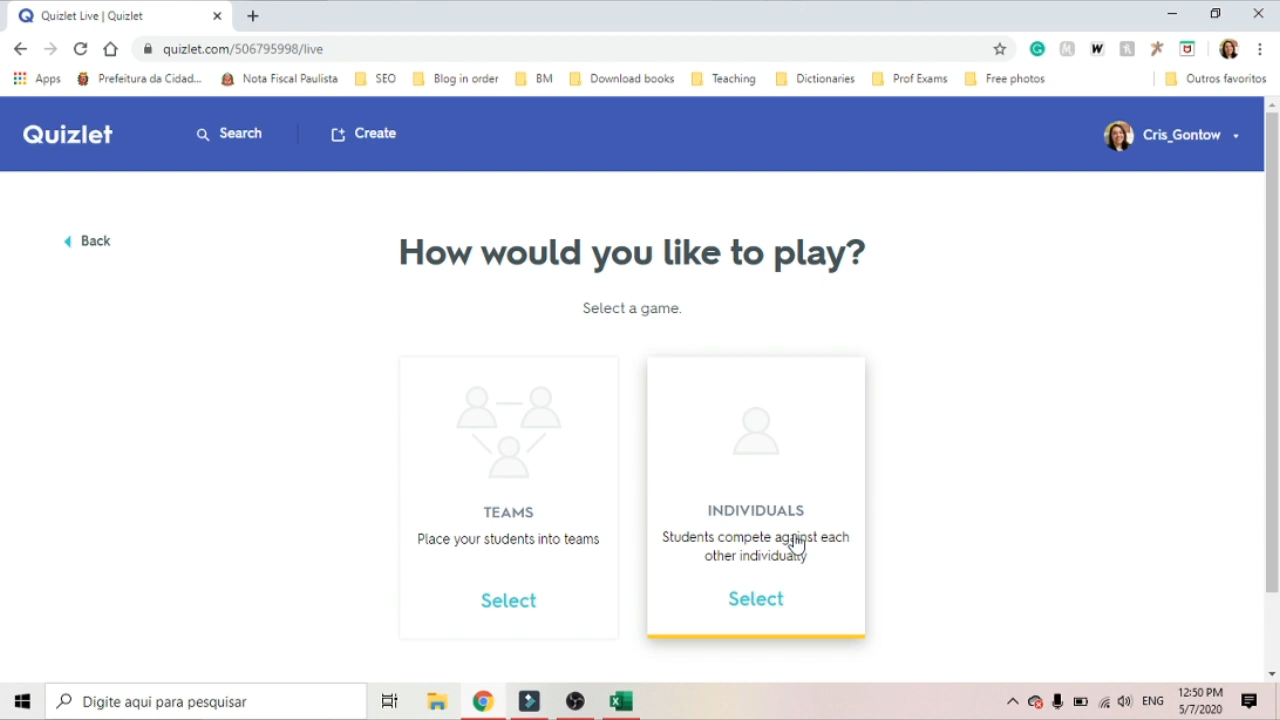 Quizlet Live | Quizlet
quizlet.com/506795998/live
Apps Prefeitura da Cidad... Nota Fiscal Paulista SEO Blog in order BM Download books Teaching Dictionaries Prof Exams Free photos Outros favoritos
Quizlet Search Create Cris_Gontow
Back
How would you like to play?
Select a game.
TEAMS
Place your students into teams
Select
INDIVIDUALS
Students compete against each
other individually
Select
Digite aqui para pesquisar
ENG
12:50 PM
5/7/2020